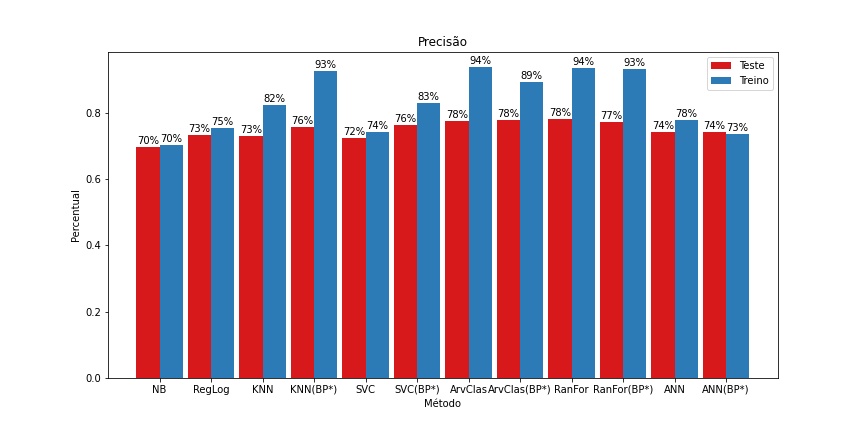 Precisão
Teste
Treino
70% 70% 73% 75% 73% 82% 76% 93% 72% 74% 76% 83% 78% 94% 78% 89% 78% 94% 77% 93% 74% 78% 74% 73%
Percentual
0.8
0.6
0.4
0.2
0.0
NB RegLog KNN KNN(BP*) SVC SVC(BP*) ArvClas ArvClas(BP*) RanFor RanFor(BP*) ANN ANN(BP*)
Método